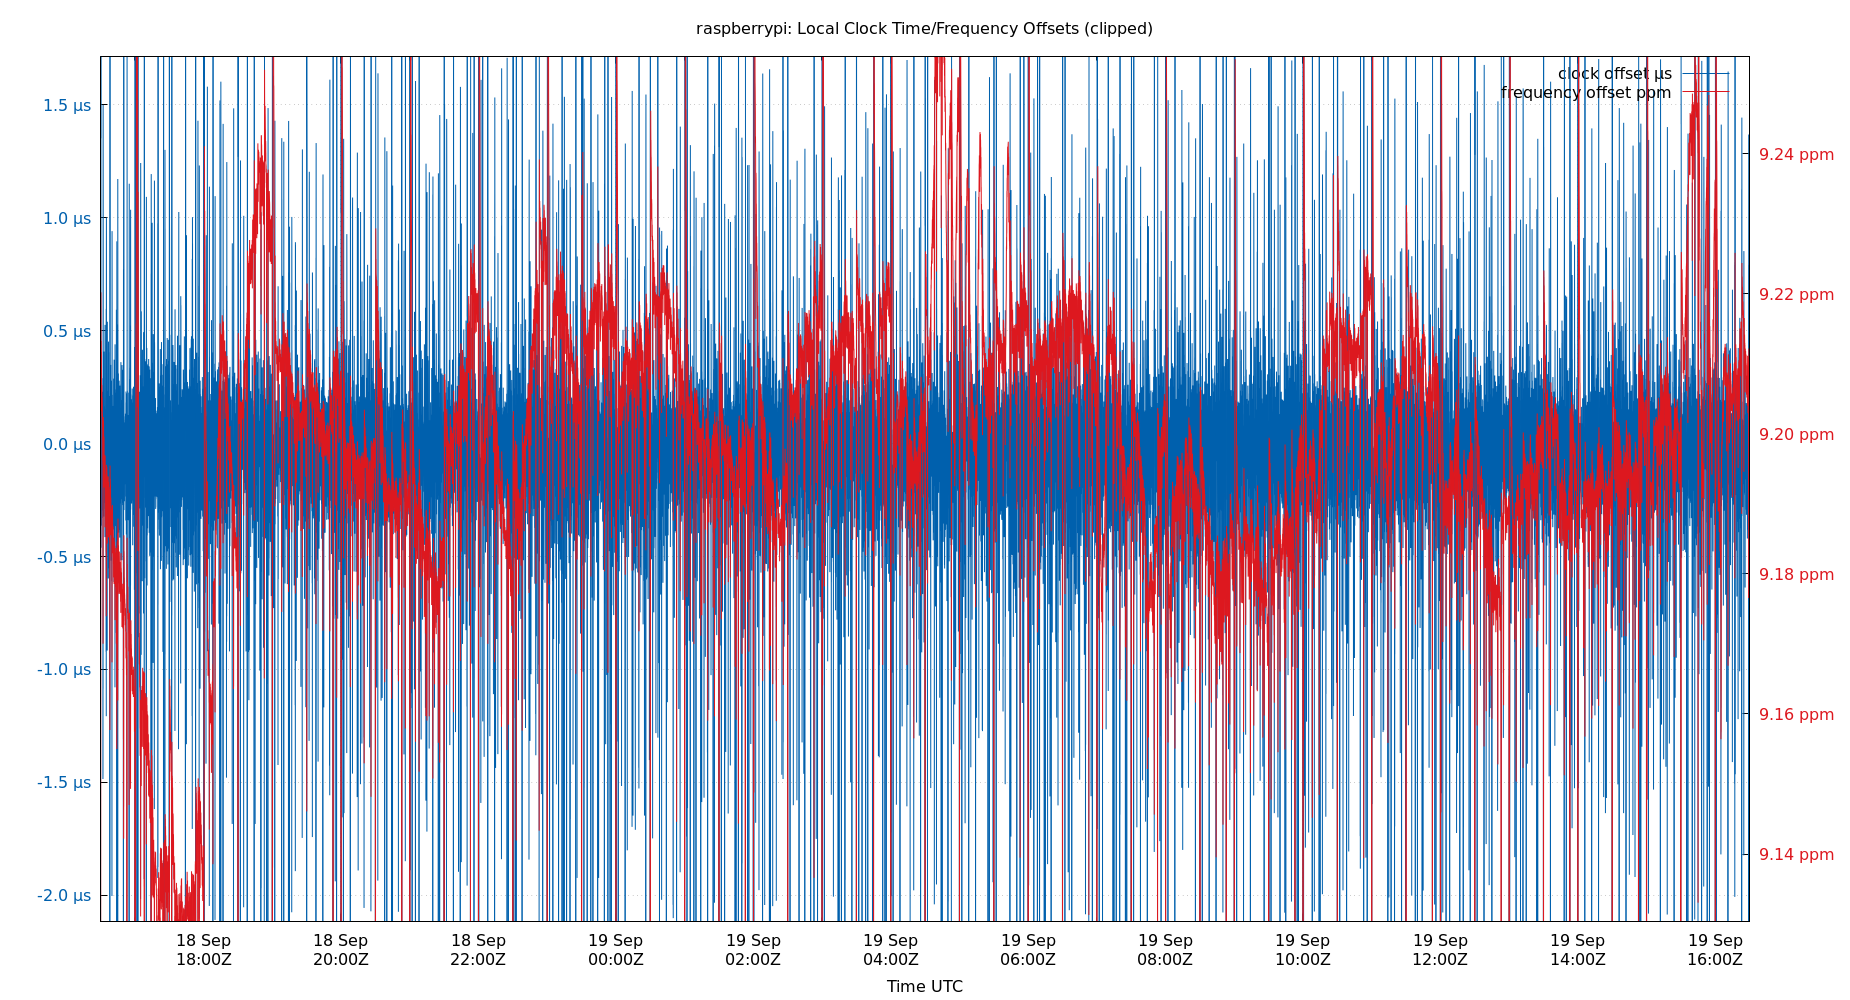 raspberrypi: Local Clock Time/Frequency Offsets (clipped)
clock offset µs
frequency offset ppm
1.5 µs
1.0 µs
0.5 µs
0.0 µs
-0.5 µs
-1.0 µs
-1.5 µs
-2.0 µs
9.24 ppm
9.22 ppm
9.20 ppm
9.18 ppm
9.16 ppm
9.14 ppm
18 Sep 18 Sep 18 Sep 19 Sep 19 Sep 19 Sep 19 Sep 19 Sep 19 Sep 19 Sep 19 Sep 19 Sep
18:00Z 20:00Z 22:00Z 00:00Z 02:00Z 04:00Z 06:00Z 08:00Z 10:00Z 12:00Z 14:00Z 16:00Z
Time UTC